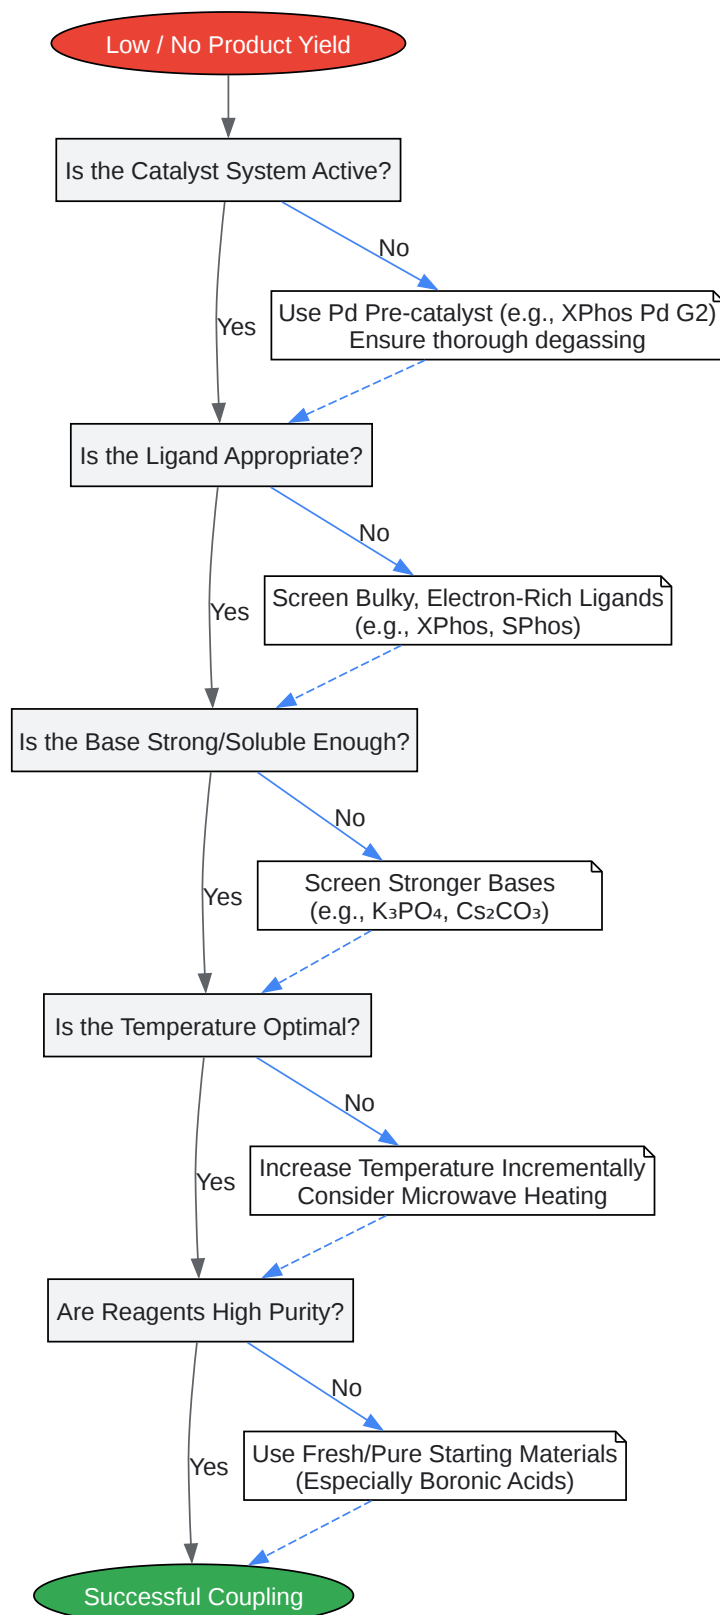 Low / No Product Yield
Is the Catalyst System Active?
No
Use Pd Pre-catalyst (e.g., XPhos Pd G2)
Ensure thorough degassing
Yes
Is the Ligand Appropriate?
No
Screen Bulky, Electron-Rich Ligands
(e.g., XPhos, SPhos)
Yes
Is the Base Strong/Soluble Enough?
No
Screen Stronger Bases
(e.g., K₃PO₄, Cs₂CO₃)
Yes
Is the Temperature Optimal?
No
Increase Temperature Incrementally
Consider Microwave Heating
Yes
Are Reagents High Purity?
No
Use Fresh/Pure Starting Materials
(Especially Boronic Acids)
Yes
Successful Coupling